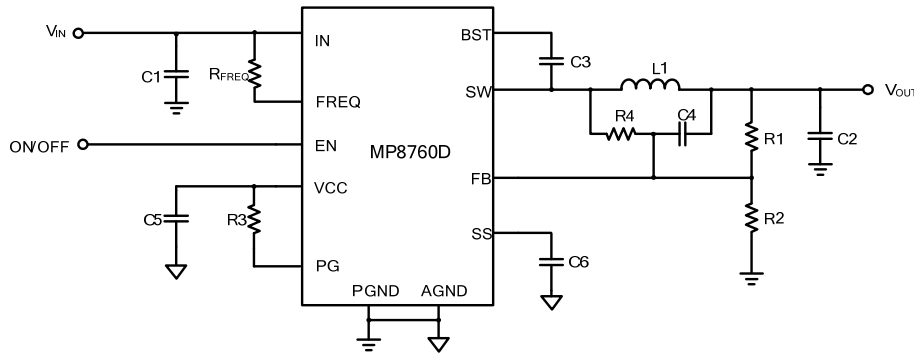 VIN
IN
BST
C1
RFREQ
C3
L1
FREQ
SW
VOUT
R4
C4
ON/OFF
EN
MP8760D
R1
C2
VCC
FB
C5
R3
R2
SS
PG
C6
PGND
AGND